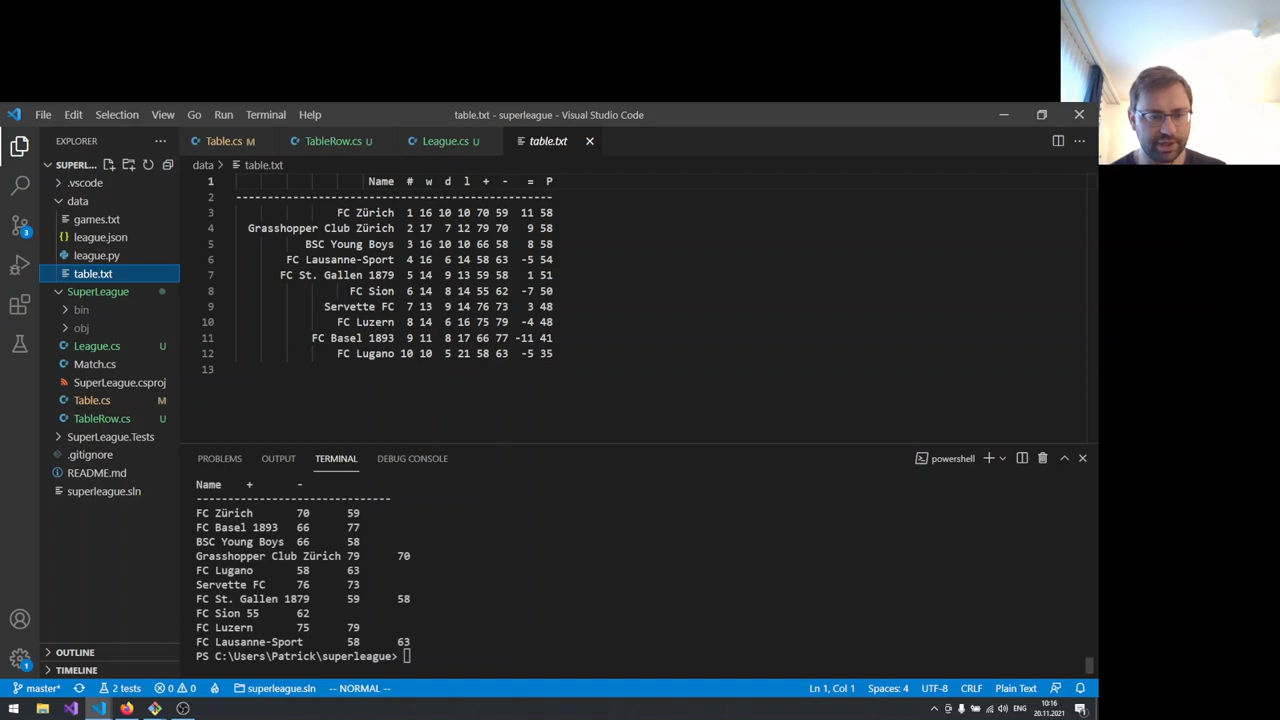 File Edit Selection View Go Run Terminal Help table.txt - superleague - Visual Studio Code
EXPLORER
SUPERL...
.vscode
data
games.txt
league.json
league.py
table.txt
SuperLeague
bin
obj
League.cs U
Match.cs
SuperLeague.csproj
Table.cs M
TableRow.cs U
SuperLeague.Tests
.gitignore
README.md
superleague.sln
OUTLINE
TIMELINE
3
1
Table.cs M TableRow.cs U League.cs U table.txt
data > table.txt
1 Name # w d l + - = P
2 --------------------------------------------------
3 FC Zürich 1 16 10 10 70 59 11 58
4 Grasshopper Club Zürich 2 17 7 12 79 70 9 58
5 BSC Young Boys 3 16 10 10 66 58 8 58
6 FC Lausanne-Sport 4 16 6 14 58 63 -5 54
7 FC St. Gallen 1879 5 14 9 13 59 58 1 51
8 FC Sion 6 14 8 14 55 62 -7 50
9 Servette FC 7 13 9 14 76 73 3 48
10 FC Luzern 8 14 6 16 75 79 -4 48
11 FC Basel 1893 9 11 8 17 66 77 -11 41
12 FC Lugano 10 10 5 21 58 63 -5 35
13
PROBLEMS OUTPUT TERMINAL DEBUG CONSOLE powershell
Name + -
-------------------------------
FC Zürich 70 59
FC Basel 1893 66 77
BSC Young Boys 66 58
Grasshopper Club Zürich 79 70
FC Lugano 58 63
Servette FC 76 73
FC St. Gallen 1879 59 58
FC Sion 55 62
FC Luzern 75 79
FC Lausanne-Sport 58 63
PS C:\Users\Patrick\superleague>
master* 2 tests 0 0 superleague.sln -- NORMAL -- Ln 1, Col 1 Spaces: 4 UTF-8 CRLF Plain Text
ENG 10:16
20.11.2021 1